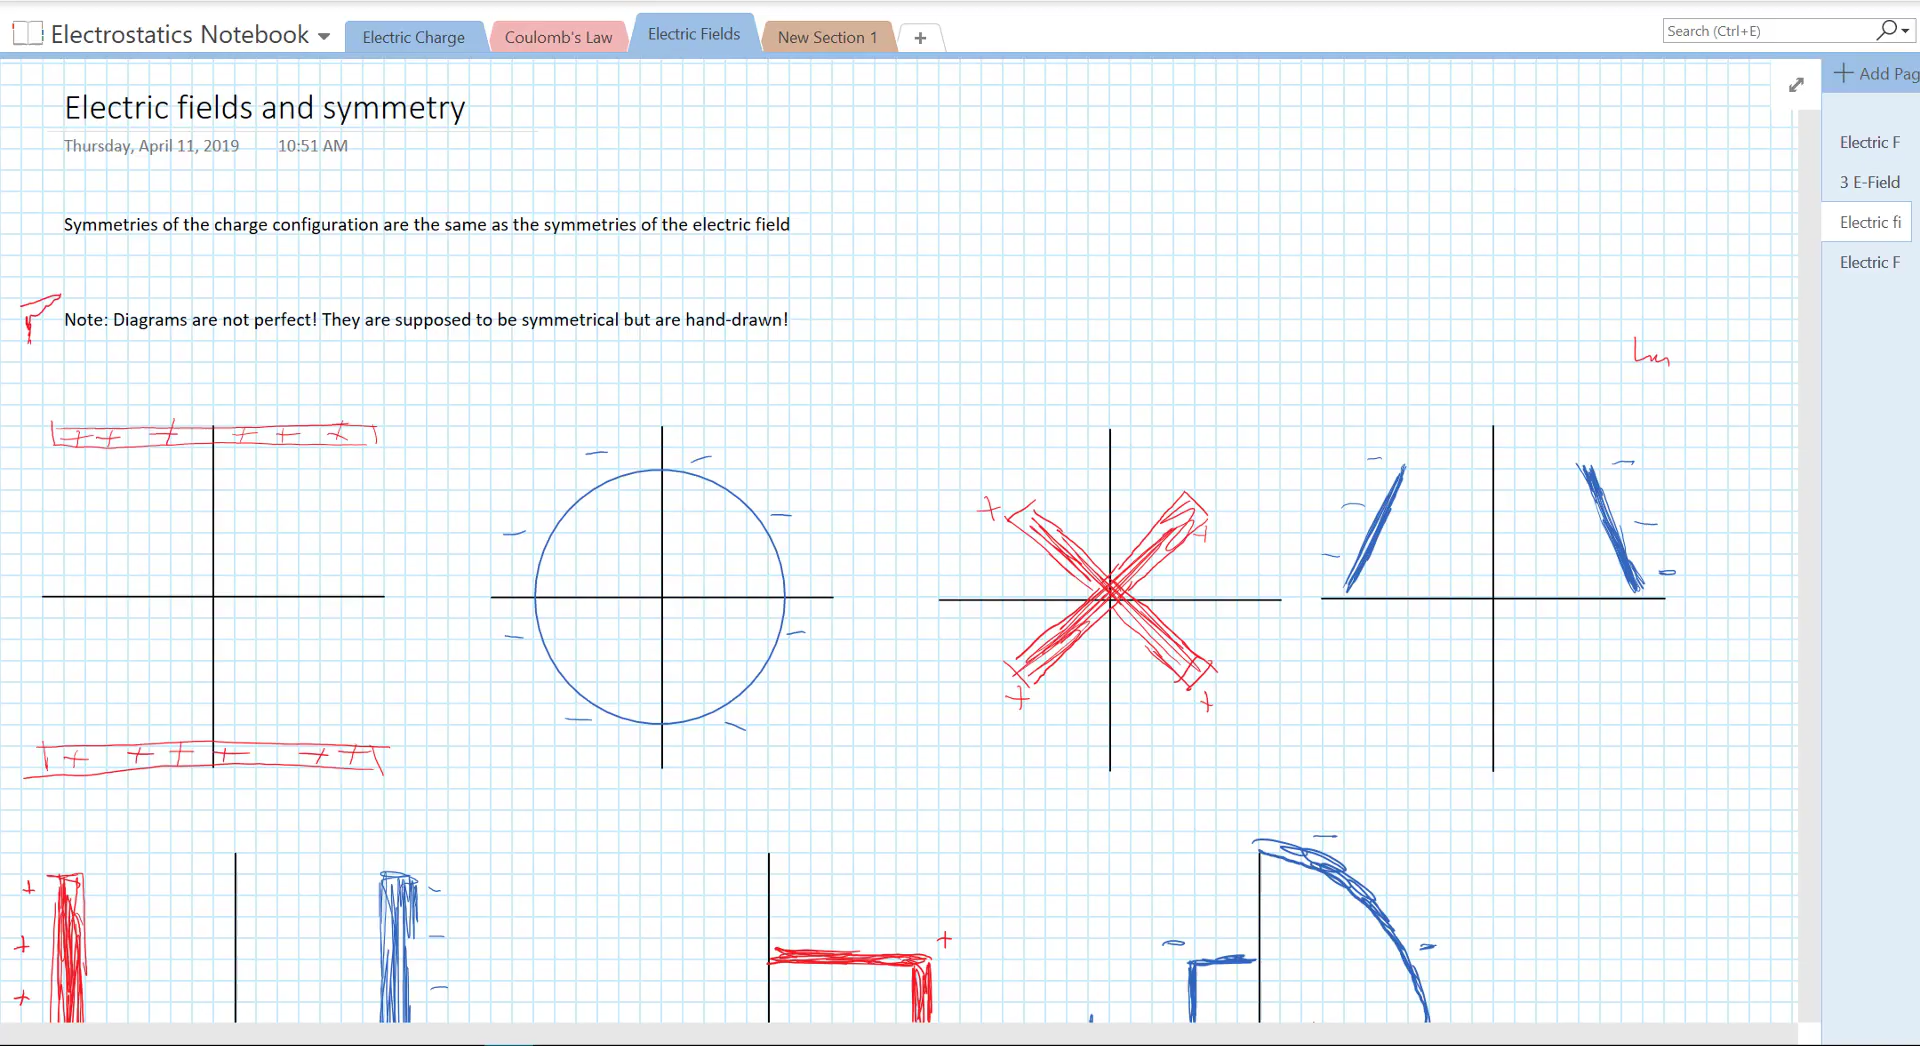 Electrostatics Notebook
Electric Charge
Coulomb's Law
Electric Fields
New Section 1
+
Search (Ctrl+E)
Add Pag
Electric fields and symmetry
Thursday, April 11, 2019 10:51 AM
Electric F
3 E-Field
Electric fi
Electric F
Symmetries of the charge configuration are the same as the symmetries of the electric field
Note: Diagrams are not perfect! They are supposed to be symmetrical but are hand-drawn!
+ + + + + +
+ + + + + +
− − − − − − − −
+ + + +
− − − − − −
+ + +
− − −
+
− − −